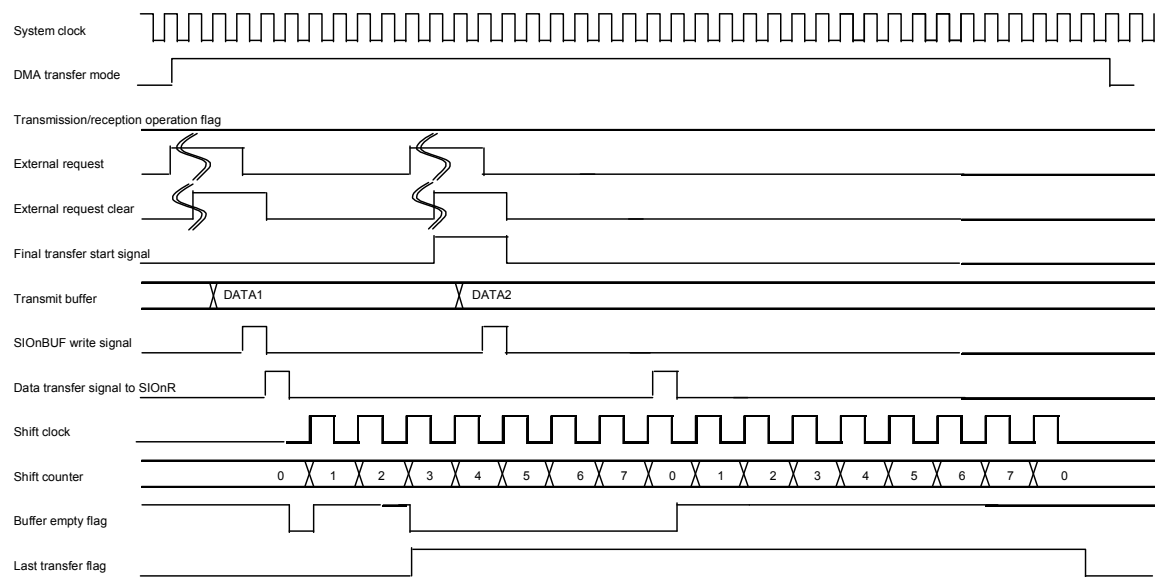 System clock
DMA transfer mode
Transmission/reception operation flag
External request
External request clear
Final transfer start signal
Transmit buffer DATA1 DATA2
SIOnBUF write signal
Data transfer signal to SIOnR
Shift clock
Shift counter 0 1 2 3 4 5 6 7 0 1 2 3 4 5 6 7 0
Buffer empty flag
Last transfer flag